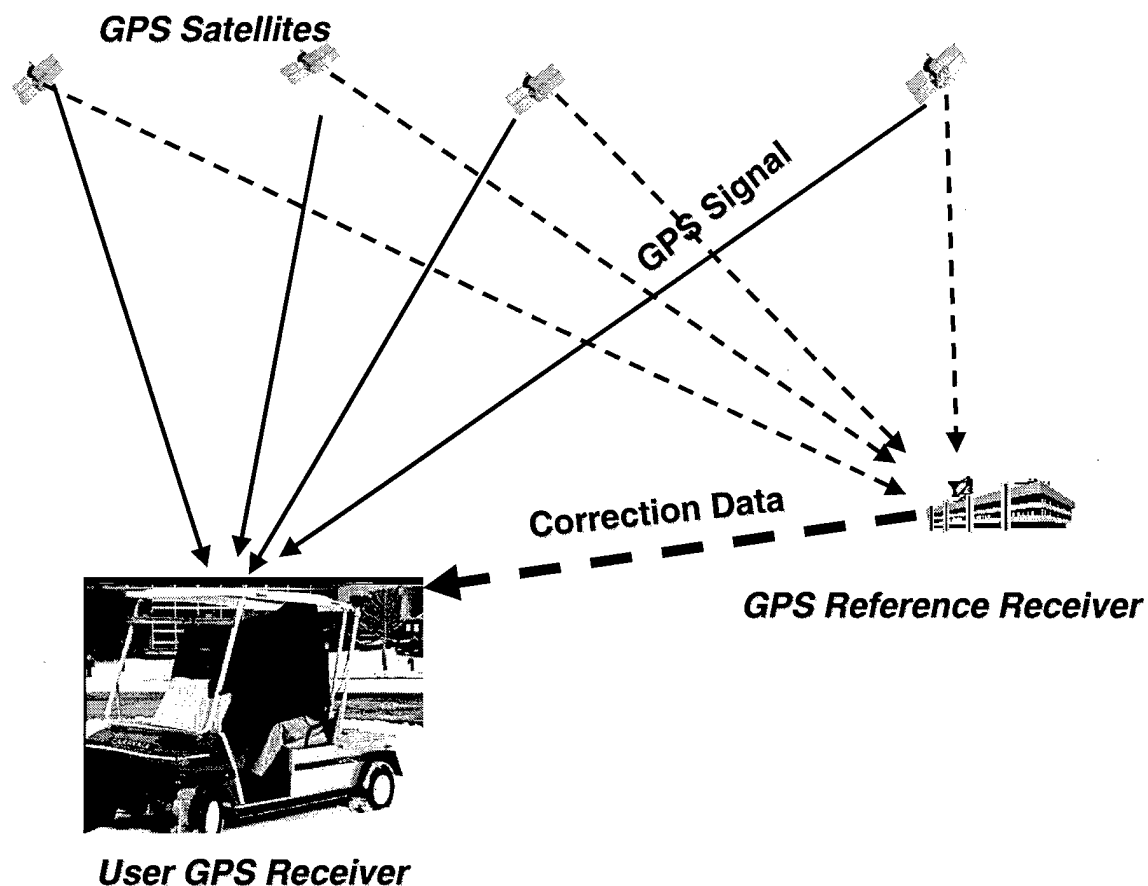 GPS Satellites
GPS Signal
Correction Data
GPS Reference Receiver
User GPS Receiver